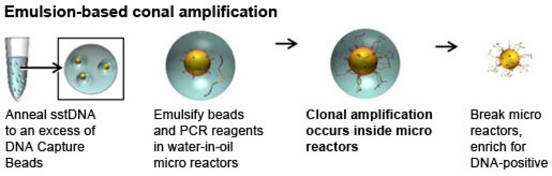 Emulsion-based conal amplification
Anneal sstDNA
to an excess of
DNA Capture
Beads
Emulsify beads
and PCR reagents
in water-in-oil
micro reactors
Clonal amplification
occurs inside micro
reactors
Break micro
reactors,
enrich for
DNA-positive